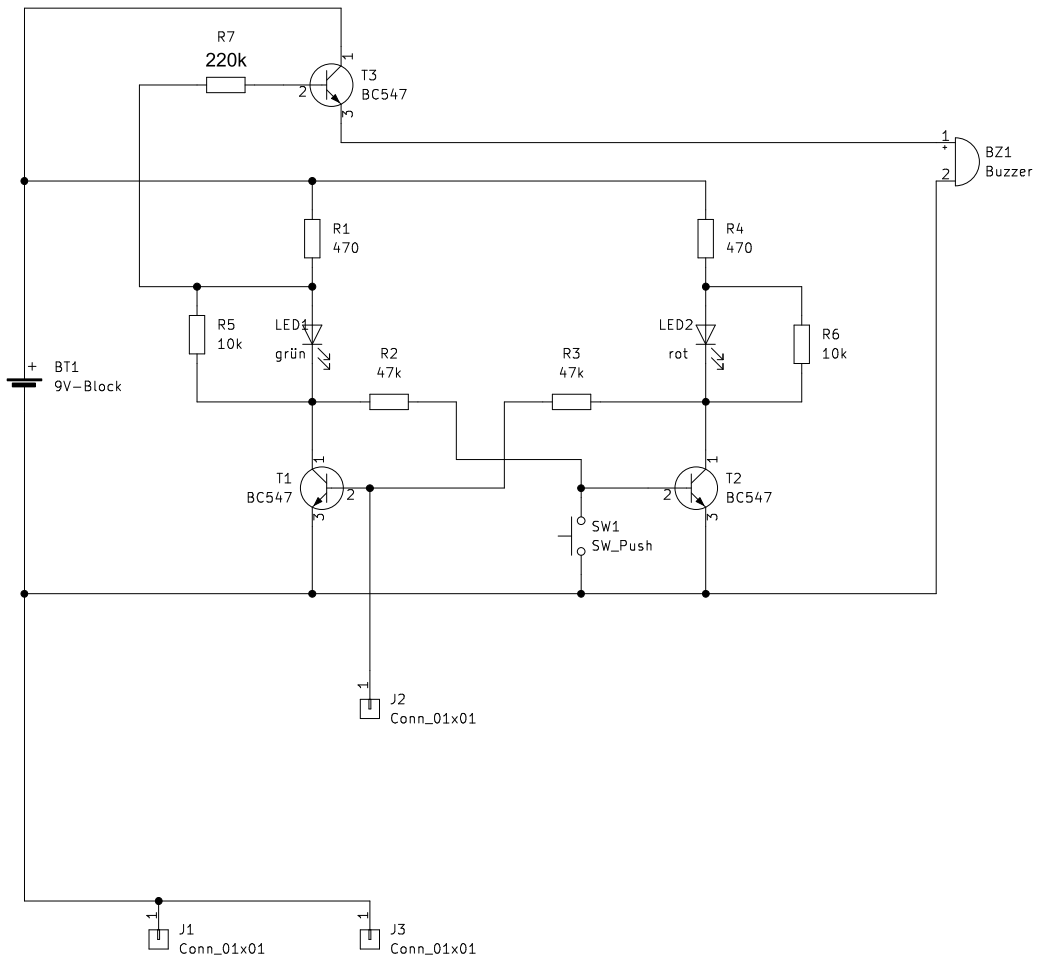 R7
220k
1
T3
BC547
2
3
1
+
BZ1
Buzzer
2
R1
470
R4
470
R5
10k
LED1
grün
LED2
rot
R6
10k
R2
47k
R3
47k
+
BT1
9V-Block
1
T1
BC547
2
3
1
T2
BC547
2
3
SW1
SW_Push
1
J2
Conn_01x01
1
J1
Conn_01x01
1
J3
Conn_01x01